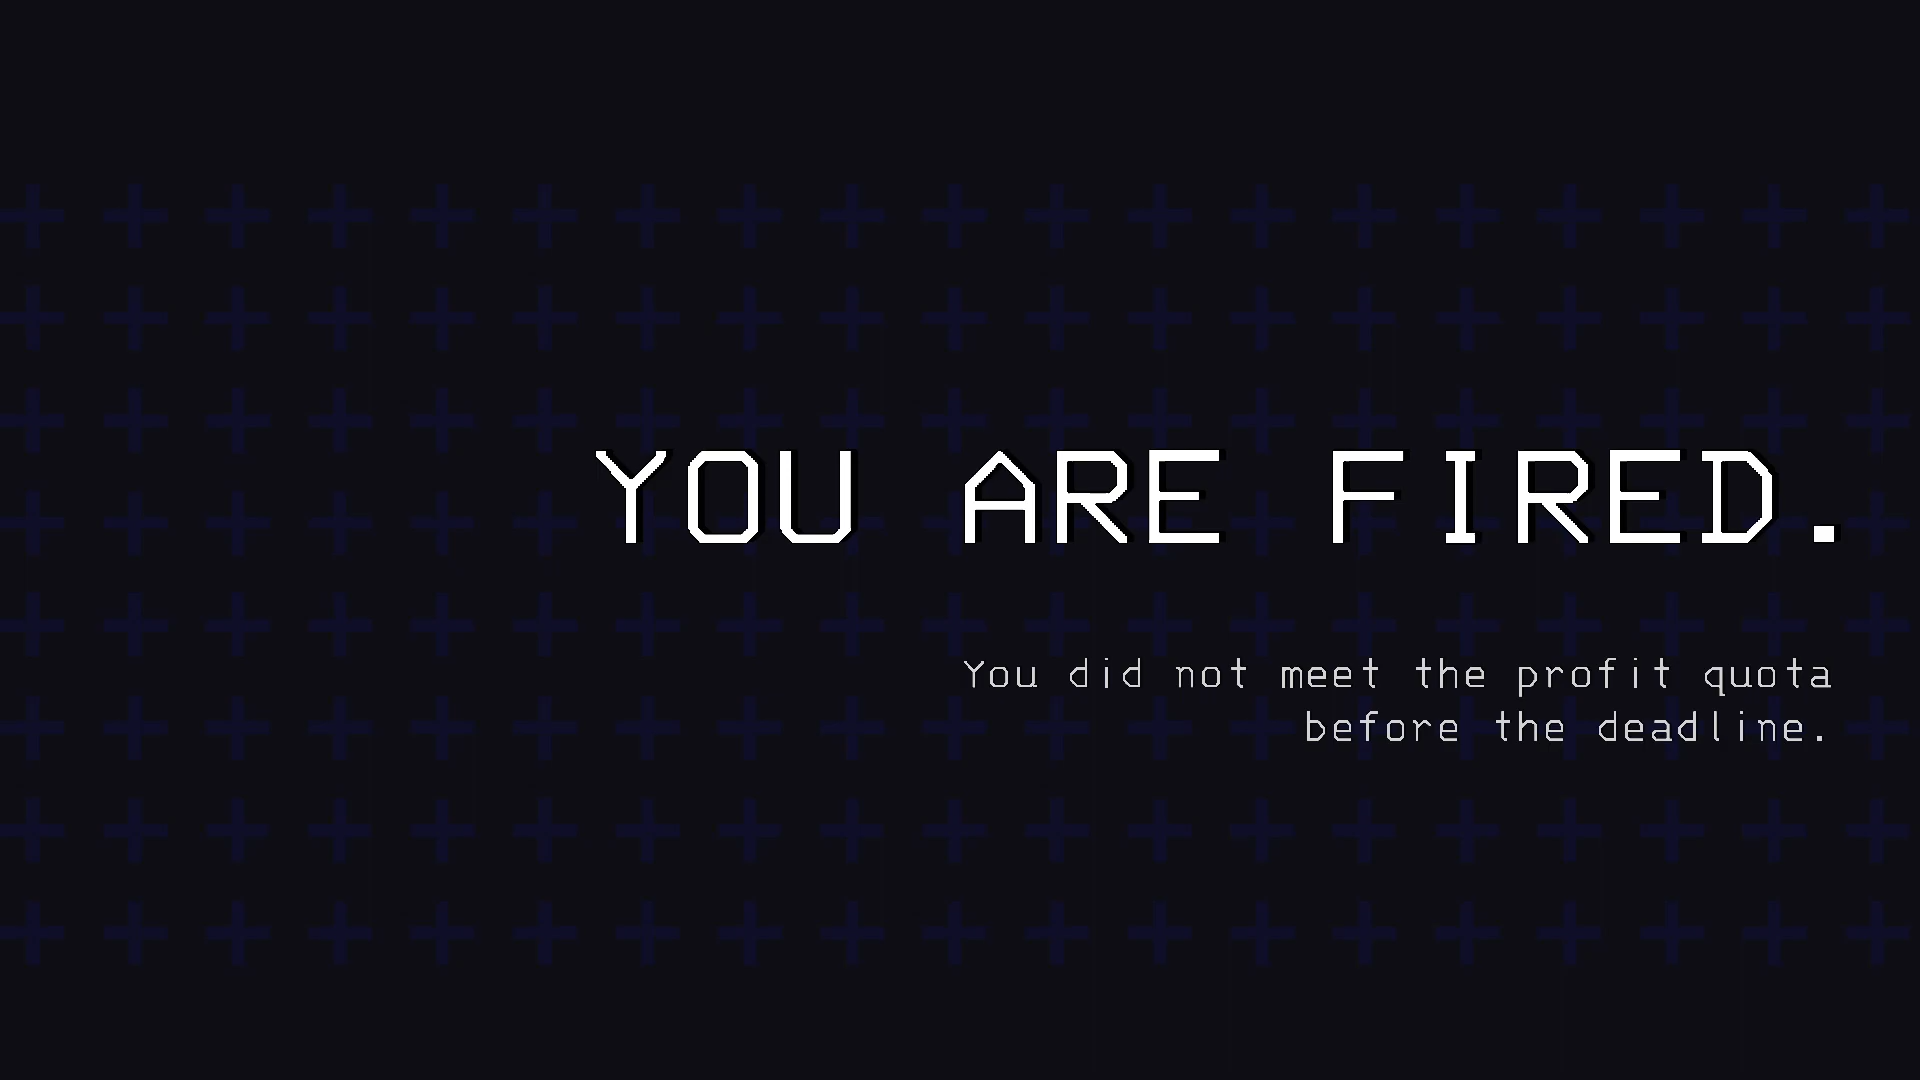 YOU ARE FIRED.
You did not meet the profit quota
before the deadline.